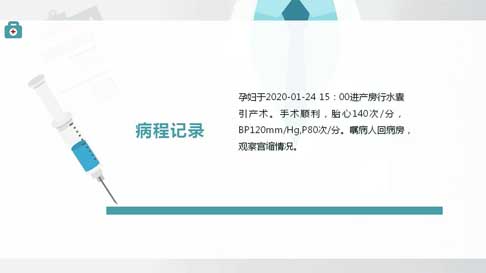 病程记录
孕妇于2020-01-24 15：00进产房行水囊
引产术。手术顺利，胎心140次/分，
BP120mm/Hg,P80次/分。嘱病人回病房，
观察宫缩情况。